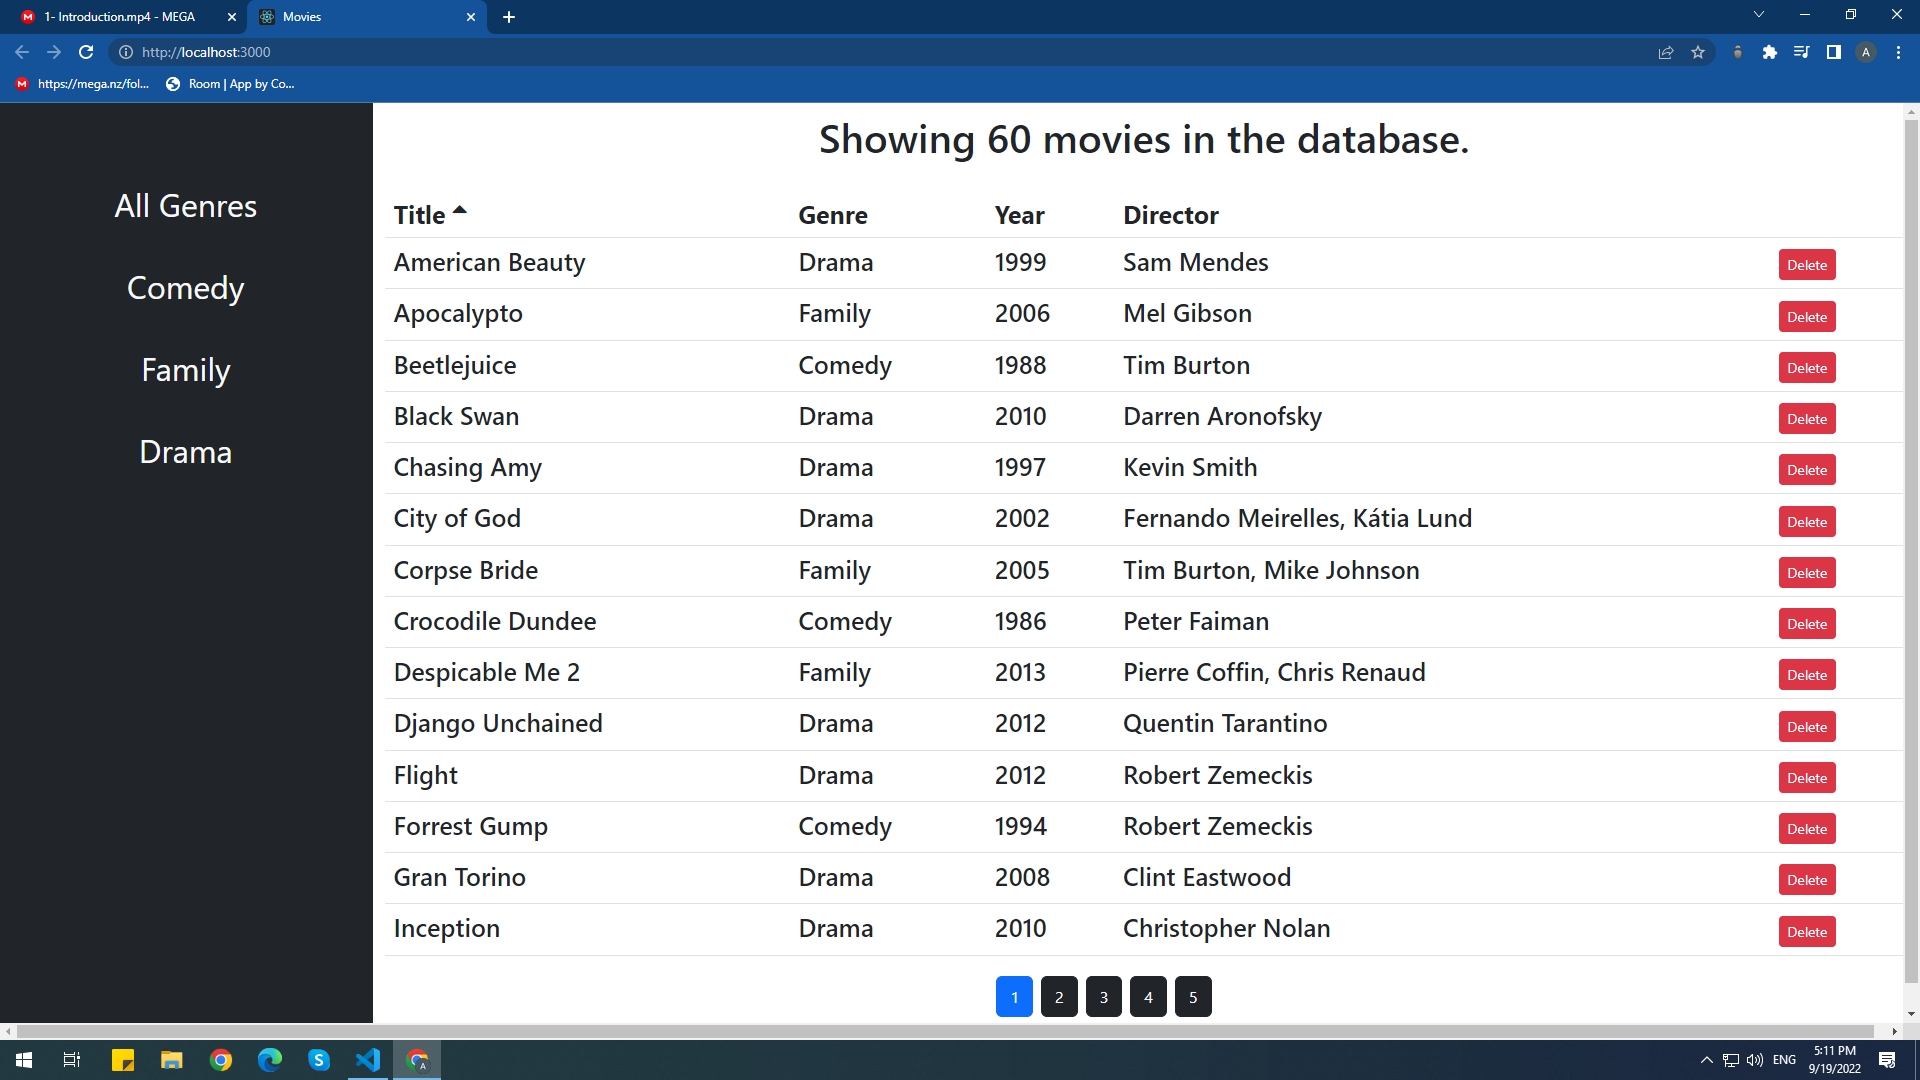 1- Introduction.mp4 - MEGA
Movies
http://localhost:3000
A
https://mega.nz/fol...
Room | App by Co...
All Genres
Comedy
Family
Drama
Showing 60 movies in the database.
Title Genre Year Director
American Beauty Drama 1999 Sam Mendes Delete
Apocalypto Family 2006 Mel Gibson Delete
Beetlejuice Comedy 1988 Tim Burton Delete
Black Swan Drama 2010 Darren Aronofsky Delete
Chasing Amy Drama 1997 Kevin Smith Delete
City of God Drama 2002 Fernando Meirelles, Kátia Lund Delete
Corpse Bride Family 2005 Tim Burton, Mike Johnson Delete
Crocodile Dundee Comedy 1986 Peter Faiman Delete
Despicable Me 2 Family 2013 Pierre Coffin, Chris Renaud Delete
Django Unchained Drama 2012 Quentin Tarantino Delete
Flight Drama 2012 Robert Zemeckis Delete
Forrest Gump Comedy 1994 Robert Zemeckis Delete
Gran Torino Drama 2008 Clint Eastwood Delete
Inception Drama 2010 Christopher Nolan Delete
1 2 3 4 5
ENG
5:11 PM
9/19/2022